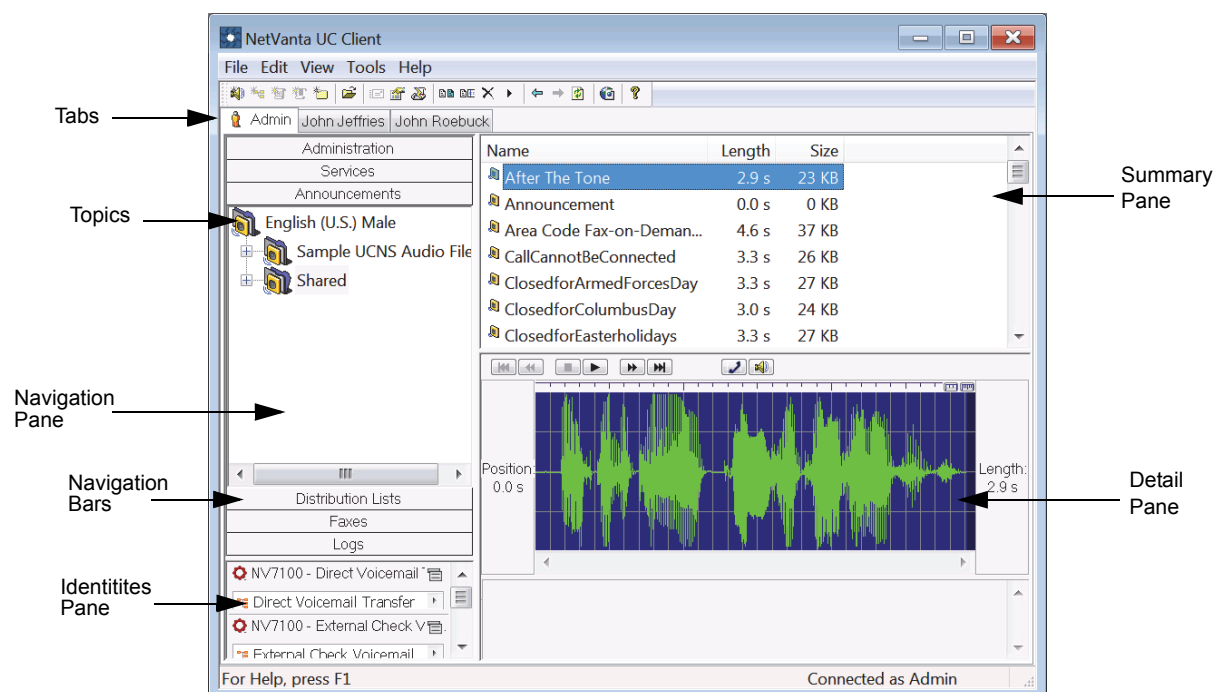 NetVanta UC Client
File Edit View Tools Help
Tabs
Admin John Jeffries John Roebuck
Administration
Services
Announcements
Topics
English (U.S.) Male
Sample UCNS Audio File
Shared
Navigation
Pane
Navigation
Bars
Distribution Lists
Faxes
Logs
Identitites
Pane
NV7100 - Direct Voicemail
Direct Voicemail Transfer
NV7100 - External Check V
External Check Voicemail
Name Length Size
After The Tone 2.9 s 23 KB
Announcement 0.0 s 0 KB
Area Code Fax-on-Deman... 4.6 s 37 KB
CallCannotBeConnected 3.3 s 26 KB
ClosedforArmedForcesDay 3.3 s 27 KB
ClosedforColumbusDay 3.0 s 24 KB
ClosedforEasterholidays 3.3 s 27 KB
Summary
Pane
Position:
0.0 s
Length:
2.9 s
Detail
Pane
For Help, press F1
Connected as Admin